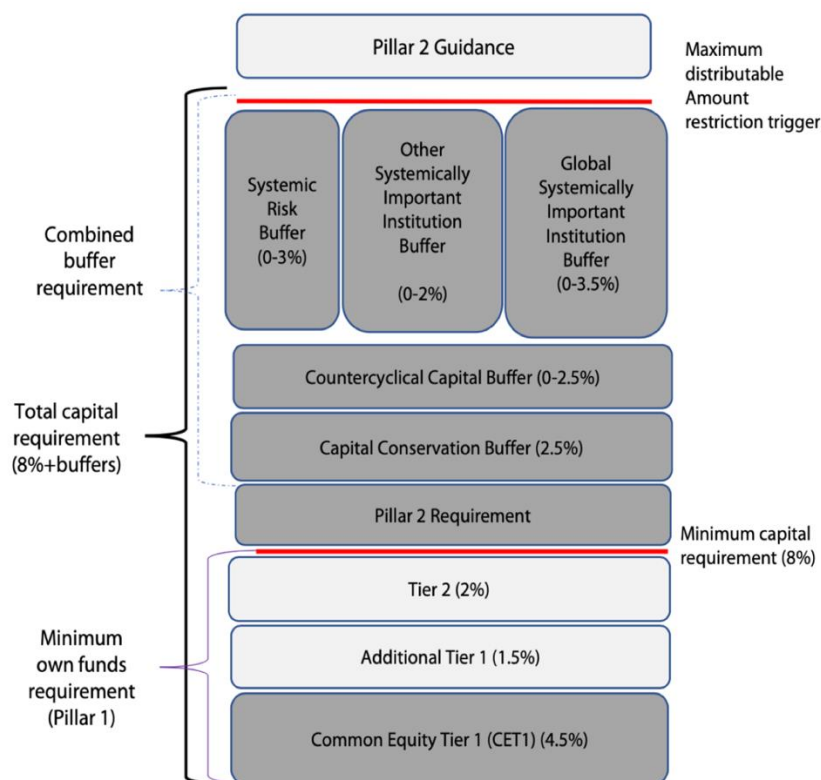 Pillar 2 Guidance
Maximum
distributable
Amount
restriction trigger
Systemic
Risk
Buffer
(0-3%)
Other
Systemically
Important
Institution
Buffer
(0-2%)
Global
Systemically
Important
Institution
Buffer
(0-3.5%)
Combined
buffer
requirement
Countercyclical Capital Buffer (0-2.5%)
Total capital
requirement
(8%+buffers)
Capital Conservation Buffer (2.5%)
Pillar 2 Requirement
Minimum capital
requirement (8%)
Tier 2 (2%)
Minimum
own funds
requirement
(Pillar 1)
Additional Tier 1 (1.5%)
Common Equity Tier 1 (CET1) (4.5%)